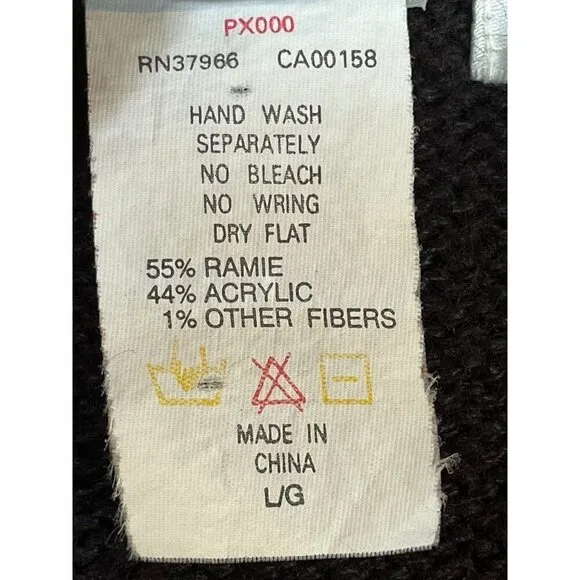 PX000
RN37966 CA00158
HAND WASH
SEPARATELY
NO BLEACH
NO WRING
DRY FLAT
55% RAMIE
44% ACRYLIC
1% OTHER FIBERS
MADE IN
CHINA
L/G